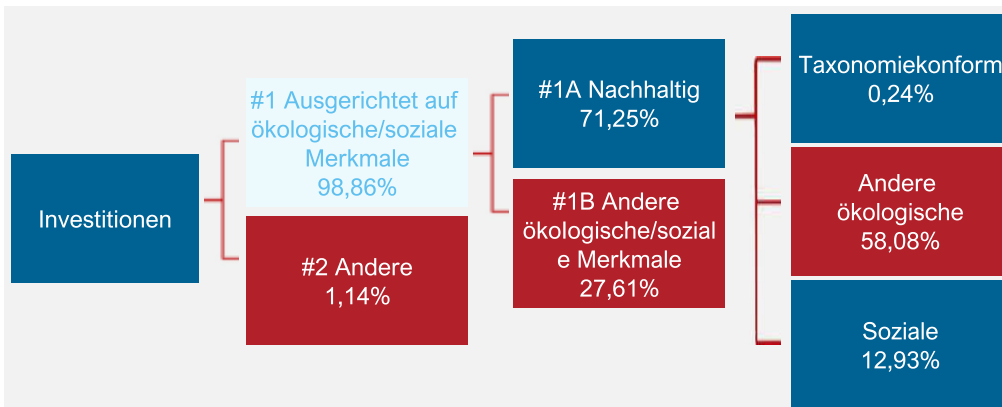 Investitionen
#1 Ausgerichtet auf
ökologische/soziale
Merkmale
98,86%
#2 Andere
1,14%
#1A Nachhaltig
71,25%
#1B Andere
ökologische/sozial
e Merkmale
27,61%
Taxonomiekonform
0,24%
Andere
ökologische
58,08%
Soziale
12,93%